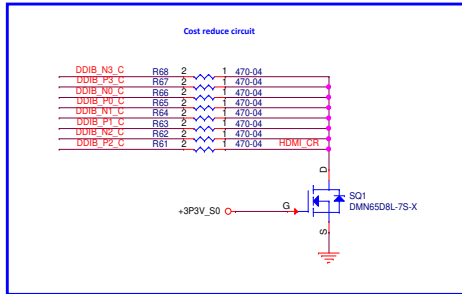 Cost reduce circuit
DDIB_N3_C R68 2 1 470-04
DDIB_P3_C R67 2 1 470-04
DDIB_N0_C R66 2 1 470-04
DDIB_P0_C R65 2 1 470-04
DDIB_N1_C R64 2 1 470-04
DDIB_P1_C R63 2 1 470-04
DDIB_N2_C R62 2 1 470-04
DDIB_P2_C R61 2 1 470-04 HDMI_CR
D
SQ1
+3P3V_S0 G DMN65D8L-7S-X
S